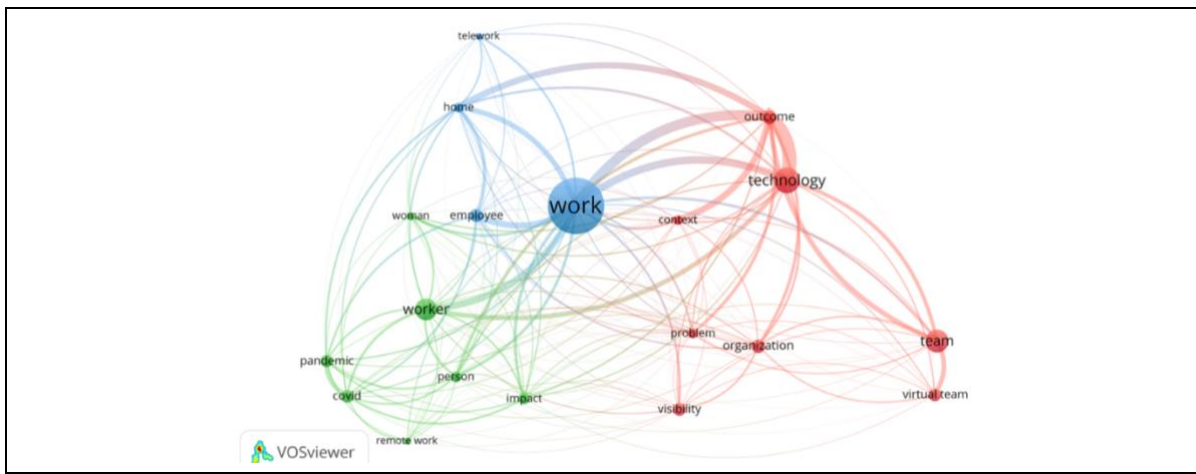 telework
home
outcome
technology
work
woman
employee
context
worker
problem
organization
team
pandemic
person
covid
impact
virtual team
visibility
remote work
VOSviewer